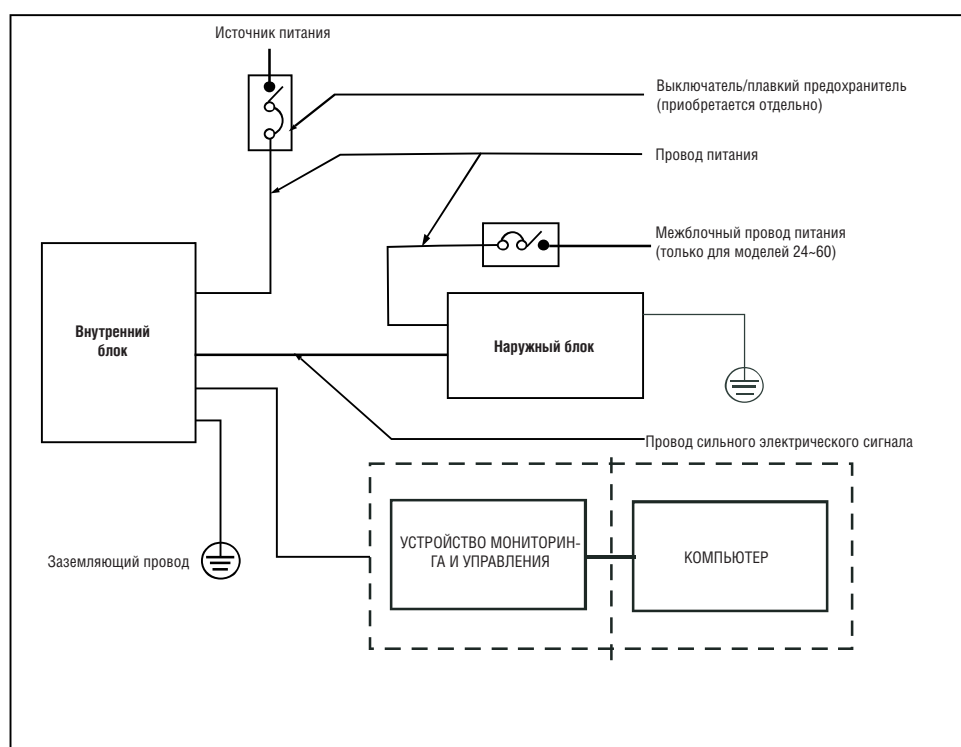 Источник питания
Выключатель/плавкий предохранитель
(приобретается отдельно)
Провод питания
Межблочный провод питания
(только для моделей 24~60)
Внутренний
блок
Наружный блок
Провод сильного электрического сигнала
УСТРОЙСТВО МОНИТОРИН-
ГА И УПРАВЛЕНИЯ
КОМПЬЮТЕР
Заземляющий провод